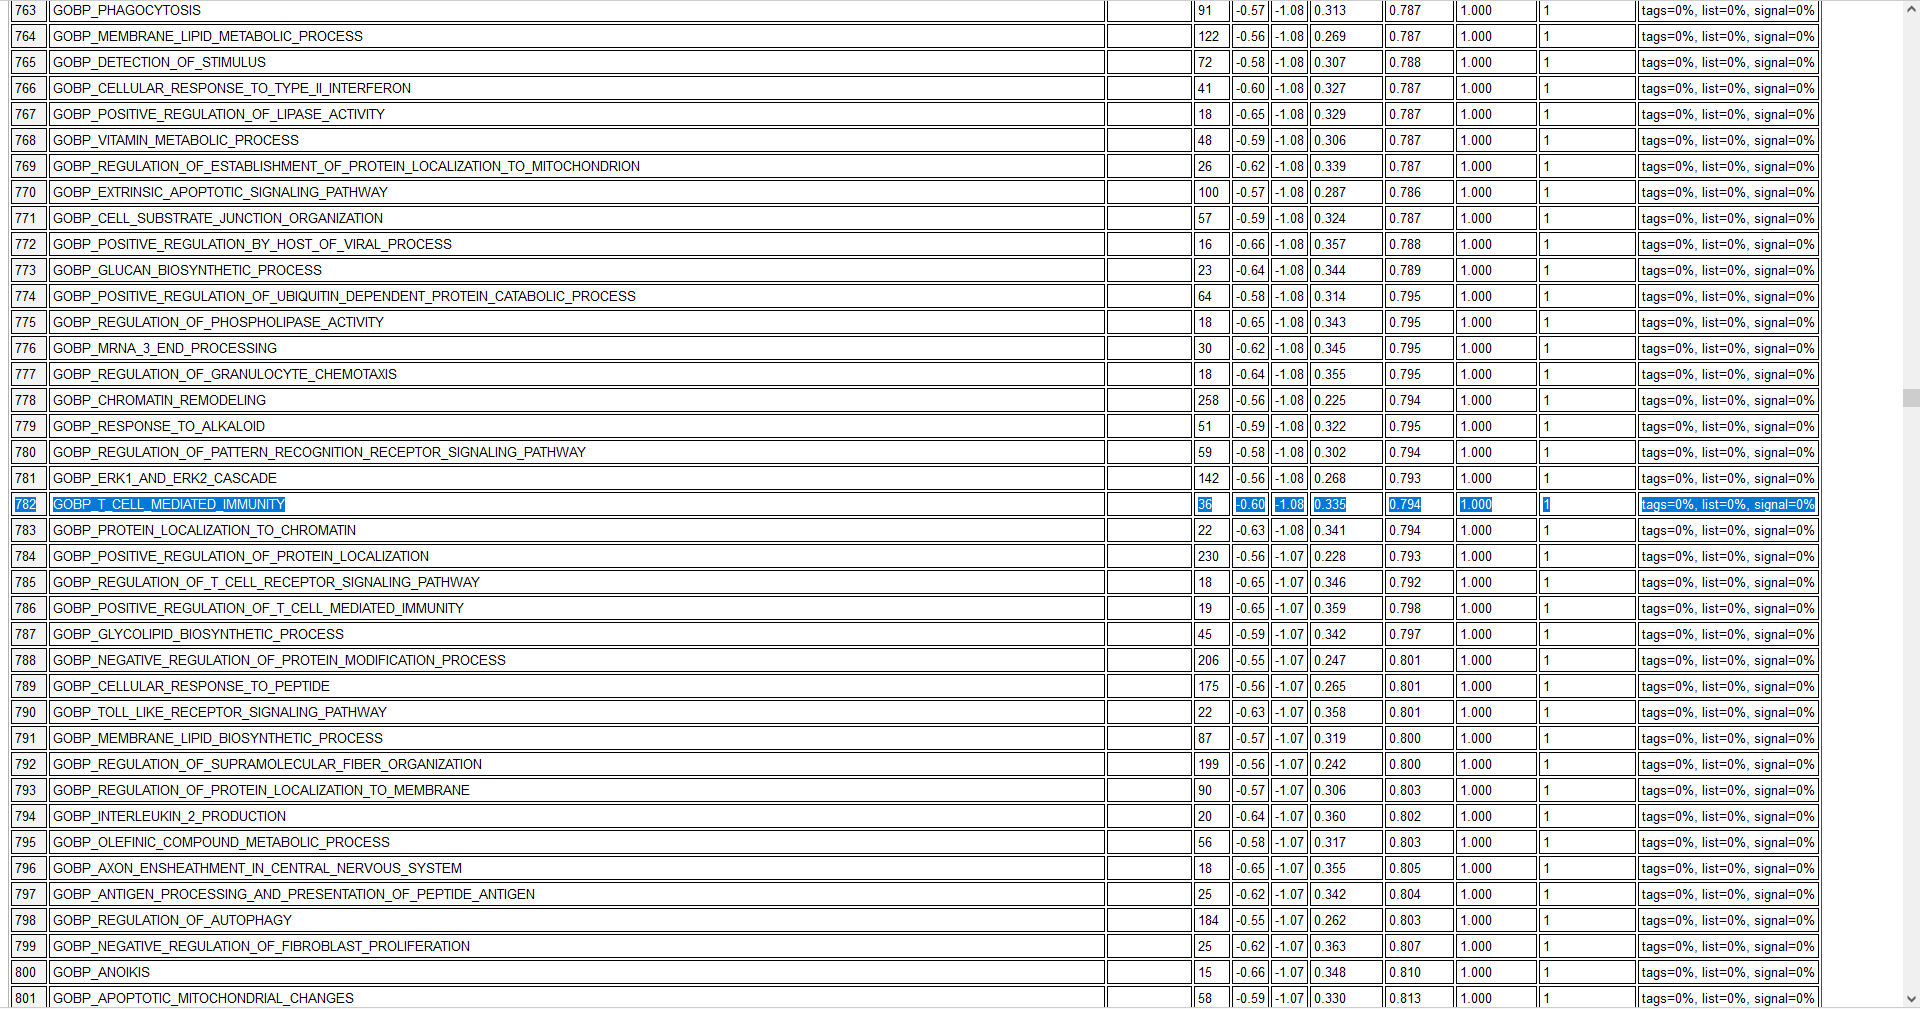 763 GOBP_PHAGOCYTOSIS 91 -0.57 -1.08 0.313 0.787 1.000 1 tags=0%, list=0%, signal=0%
764 GOBP_MEMBRANE_LIPID_METABOLIC_PROCESS 122 -0.56 -1.08 0.269 0.787 1.000 1 tags=0%, list=0%, signal=0%
765 GOBP_DETECTION_OF_STIMULUS 72 -0.58 -1.08 0.307 0.788 1.000 1 tags=0%, list=0%, signal=0%
766 GOBP_CELLULAR_RESPONSE_TO_TYPE_II_INTERFERON 41 -0.60 -1.08 0.327 0.787 1.000 1 tags=0%, list=0%, signal=0%
767 GOBP_POSITIVE_REGULATION_OF_LIPASE_ACTIVITY 18 -0.65 -1.08 0.329 0.787 1.000 1 tags=0%, list=0%, signal=0%
768 GOBP_VITAMIN_METABOLIC_PROCESS 48 -0.59 -1.08 0.306 0.787 1.000 1 tags=0%, list=0%, signal=0%
769 GOBP_REGULATION_OF_ESTABLISHMENT_OF_PROTEIN_LOCALIZATION_TO_MITOCHONDRION 26 -0.62 -1.08 0.339 0.787 1.000 1 tags=0%, list=0%, signal=0%
770 GOBP_EXTRINSIC_APOPTOTIC_SIGNALING_PATHWAY 100 -0.57 -1.08 0.287 0.786 1.000 1 tags=0%, list=0%, signal=0%
771 GOBP_CELL_SUBSTRATE_JUNCTION_ORGANIZATION 57 -0.59 -1.08 0.324 0.787 1.000 1 tags=0%, list=0%, signal=0%
772 GOBP_POSITIVE_REGULATION_BY_HOST_OF_VIRAL_PROCESS 16 -0.66 -1.08 0.357 0.788 1.000 1 tags=0%, list=0%, signal=0%
773 GOBP_GLUCAN_BIOSYNTHETIC_PROCESS 23 -0.64 -1.08 0.344 0.789 1.000 1 tags=0%, list=0%, signal=0%
774 GOBP_POSITIVE_REGULATION_OF_UBIQUITIN_DEPENDENT_PROTEIN_CATABOLIC_PROCESS 64 -0.58 -1.08 0.314 0.795 1.000 1 tags=0%, list=0%, signal=0%
775 GOBP_REGULATION_OF_PHOSPHOLIPASE_ACTIVITY 18 -0.65 -1.08 0.343 0.795 1.000 1 tags=0%, list=0%, signal=0%
776 GOBP_MRNA_3_END_PROCESSING 30 -0.62 -1.08 0.345 0.795 1.000 1 tags=0%, list=0%, signal=0%
777 GOBP_REGULATION_OF_GRANULOCYTE_CHEMOTAXIS 18 -0.64 -1.08 0.355 0.795 1.000 1 tags=0%, list=0%, signal=0%
778 GOBP_CHROMATIN_REMODELING 258 -0.56 -1.08 0.225 0.794 1.000 1 tags=0%, list=0%, signal=0%
779 GOBP_RESPONSE_TO_ALKALOID 51 -0.59 -1.08 0.322 0.795 1.000 1 tags=0%, list=0%, signal=0%
780 GOBP_REGULATION_OF_PATTERN_RECOGNITION_RECEPTOR_SIGNALING_PATHWAY 59 -0.58 -1.08 0.302 0.794 1.000 1 tags=0%, list=0%, signal=0%
781 GOBP_ERK1_AND_ERK2_CASCADE 142 -0.56 -1.08 0.268 0.793 1.000 1 tags=0%, list=0%, signal=0%
782 GOBP_T_CELL_MEDIATED_IMMUNITY 36 -0.60 -1.08 0.335 0.794 1.000 1 tags=0%, list=0%, signal=0%
783 GOBP_PROTEIN_LOCALIZATION_TO_CHROMATIN 22 -0.63 -1.08 0.341 0.794 1.000 1 tags=0%, list=0%, signal=0%
784 GOBP_POSITIVE_REGULATION_OF_PROTEIN_LOCALIZATION 230 -0.56 -1.07 0.228 0.793 1.000 1 tags=0%, list=0%, signal=0%
785 GOBP_REGULATION_OF_T_CELL_RECEPTOR_SIGNALING_PATHWAY 18 -0.65 -1.07 0.346 0.792 1.000 1 tags=0%, list=0%, signal=0%
786 GOBP_POSITIVE_REGULATION_OF_T_CELL_MEDIATED_IMMUNITY 19 -0.65 -1.07 0.359 0.798 1.000 1 tags=0%, list=0%, signal=0%
787 GOBP_GLYCOLIPID_BIOSYNTHETIC_PROCESS 45 -0.59 -1.07 0.342 0.797 1.000 1 tags=0%, list=0%, signal=0%
788 GOBP_NEGATIVE_REGULATION_OF_PROTEIN_MODIFICATION_PROCESS 206 -0.55 -1.07 0.247 0.801 1.000 1 tags=0%, list=0%, signal=0%
789 GOBP_CELLULAR_RESPONSE_TO_PEPTIDE 175 -0.56 -1.07 0.265 0.801 1.000 1 tags=0%, list=0%, signal=0%
790 GOBP_TOLL_LIKE_RECEPTOR_SIGNALING_PATHWAY 22 -0.63 -1.07 0.358 0.801 1.000 1 tags=0%, list=0%, signal=0%
791 GOBP_MEMBRANE_LIPID_BIOSYNTHETIC_PROCESS 87 -0.57 -1.07 0.319 0.800 1.000 1 tags=0%, list=0%, signal=0%
792 GOBP_REGULATION_OF_SUPRAMOLECULAR_FIBER_ORGANIZATION 199 -0.56 -1.07 0.242 0.800 1.000 1 tags=0%, list=0%, signal=0%
793 GOBP_REGULATION_OF_PROTEIN_LOCALIZATION_TO_MEMBRANE 90 -0.57 -1.07 0.306 0.803 1.000 1 tags=0%, list=0%, signal=0%
794 GOBP_INTERLEUKIN_2_PRODUCTION 20 -0.64 -1.07 0.360 0.802 1.000 1 tags=0%, list=0%, signal=0%
795 GOBP_OLEFINIC_COMPOUND_METABOLIC_PROCESS 56 -0.58 -1.07 0.317 0.803 1.000 1 tags=0%, list=0%, signal=0%
796 GOBP_AXON_ENSHEATHMENT_IN_CENTRAL_NERVOUS_SYSTEM 18 -0.65 -1.07 0.355 0.805 1.000 1 tags=0%, list=0%, signal=0%
797 GOBP_ANTIGEN_PROCESSING_AND_PRESENTATION_OF_PEPTIDE_ANTIGEN 25 -0.62 -1.07 0.342 0.804 1.000 1 tags=0%, list=0%, signal=0%
798 GOBP_REGULATION_OF_AUTOPHAGY 184 -0.55 -1.07 0.262 0.803 1.000 1 tags=0%, list=0%, signal=0%
799 GOBP_NEGATIVE_REGULATION_OF_FIBROBLAST_PROLIFERATION 25 -0.62 -1.07 0.363 0.807 1.000 1 tags=0%, list=0%, signal=0%
800 GOBP_ANOIKIS 15 -0.66 -1.07 0.348 0.810 1.000 1 tags=0%, list=0%, signal=0%
801 GOBP_APOPTOTIC_MITOCHONDRIAL_CHANGES 58 -0.59 -1.07 0.330 0.813 1.000 1 tags=0%, list=0%, signal=0%